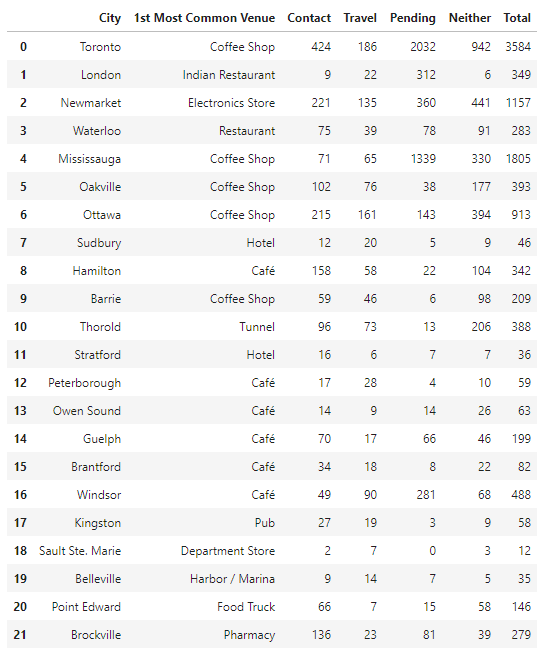 City 1st Most Common Venue Contact Travel Pending Neither Total
0 Toronto Coffee Shop 424 186 2032 942 3584
1 London Indian Restaurant 9 22 312 6 349
2 Newmarket Electronics Store 221 135 360 441 1157
3 Waterloo Restaurant 75 39 78 91 283
4 Mississauga Coffee Shop 71 65 1339 330 1805
5 Oakville Coffee Shop 102 76 38 177 393
6 Ottawa Coffee Shop 215 161 143 394 913
7 Sudbury Hotel 12 20 5 9 46
8 Hamilton Café 158 58 22 104 342
9 Barrie Coffee Shop 59 46 6 98 209
10 Thorold Tunnel 96 73 13 206 388
11 Stratford Hotel 16 6 7 7 36
12 Peterborough Café 17 28 4 10 59
13 Owen Sound Café 14 9 14 26 63
14 Guelph Café 70 17 66 46 199
15 Brantford Café 34 18 8 22 82
16 Windsor Café 49 90 281 68 488
17 Kingston Pub 27 19 3 9 58
18 Sault Ste. Marie Department Store 2 7 0 3 12
19 Belleville Harbor / Marina 9 14 7 5 35
20 Point Edward Food Truck 66 7 15 58 146
21 Brockville Pharmacy 136 23 81 39 279